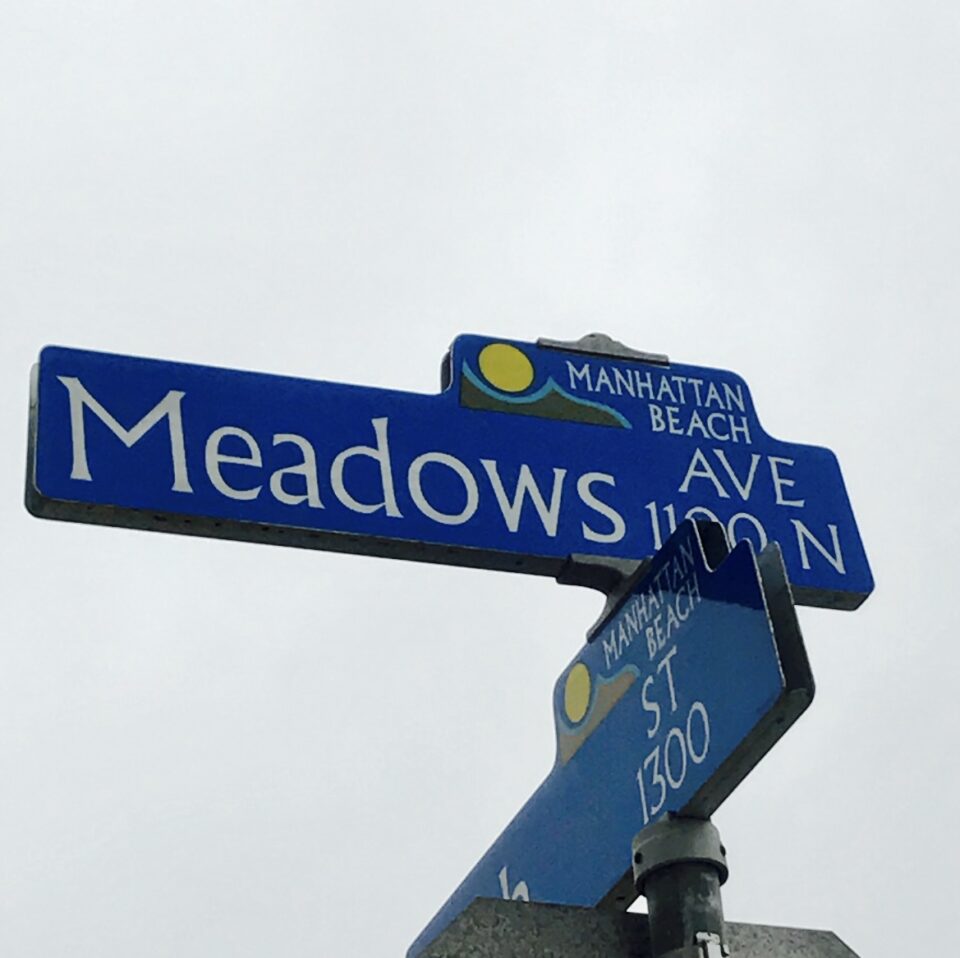 MANHATTAN
BEACH
Meadows AVE
1100 N
MANHATTAN
BEACH
ST
1300
h